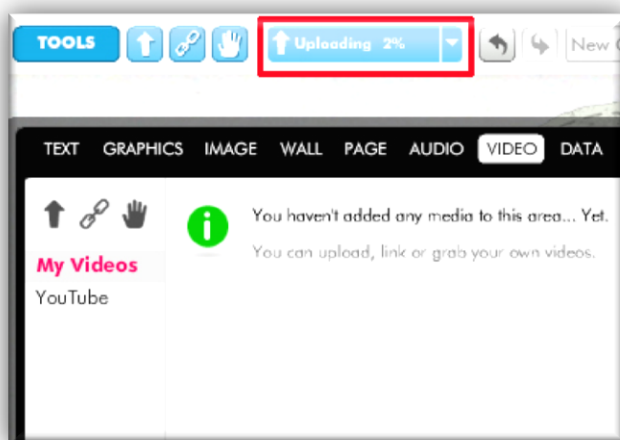 TOOLS
Uploading 2%
New
TEXT GRAPHICS IMAGE WALL PAGE AUDIO VIDEO DATA
You haven't added any media to this area... Yet.
You can upload, link or grab your own videos.
My Videos
YouTube